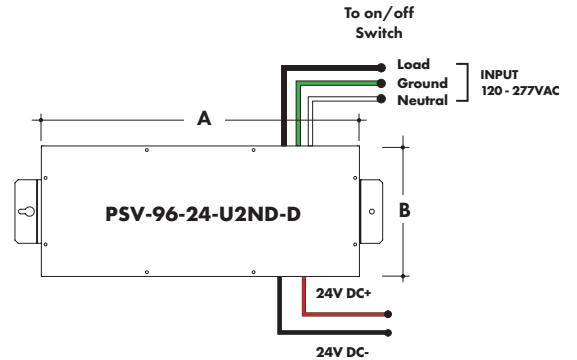 To on/off
Switch
Load
Ground
Neutral
INPUT
120 - 277VAC
A
B
PSV-96-24-U2ND-D
24V DC+
24V DC-